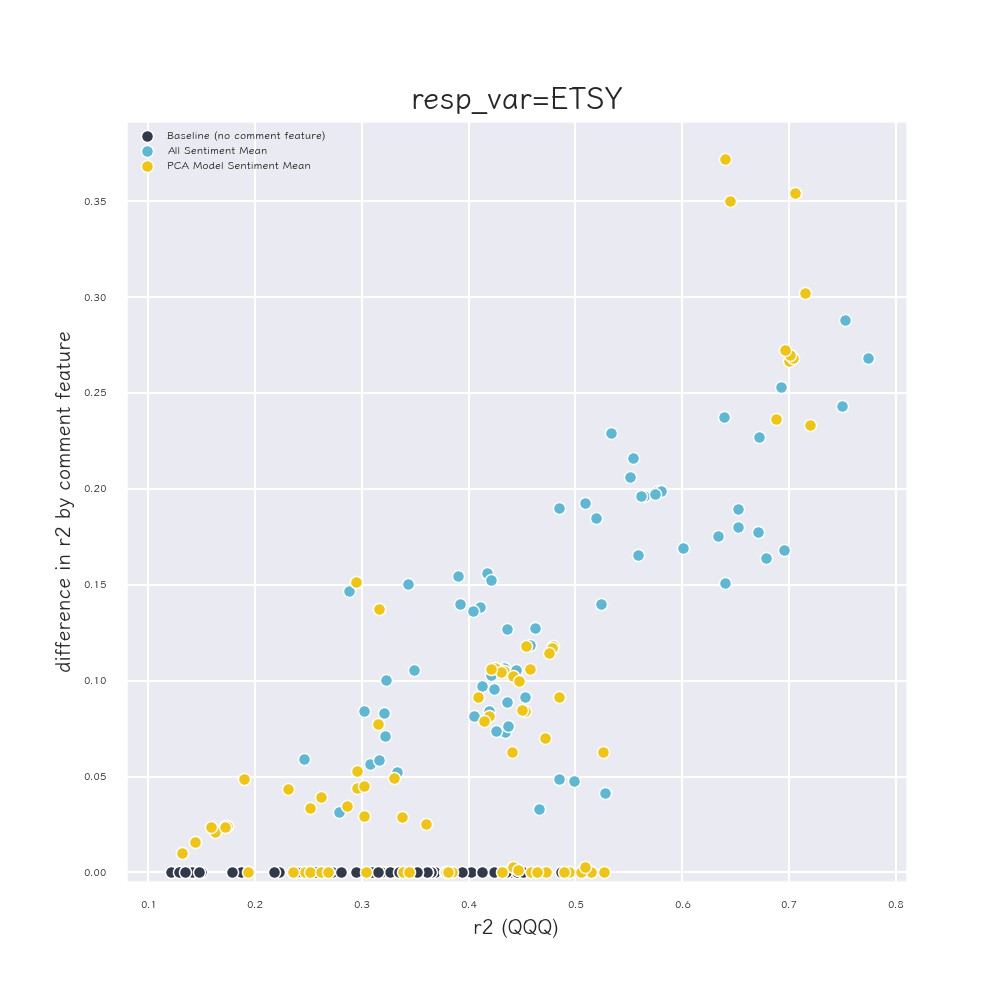 resp_var=ETSY
Baseline (no comment feature)
All Sentiment Mean
PCA Model Sentiment Mean
difference in r2 by comment feature
0.35
0.30
0.25
0.20
0.15
0.10
0.05
0.00
0.1 0.2 0.3 0.4 0.5 0.6 0.7 0.8
r2 (QQQ)